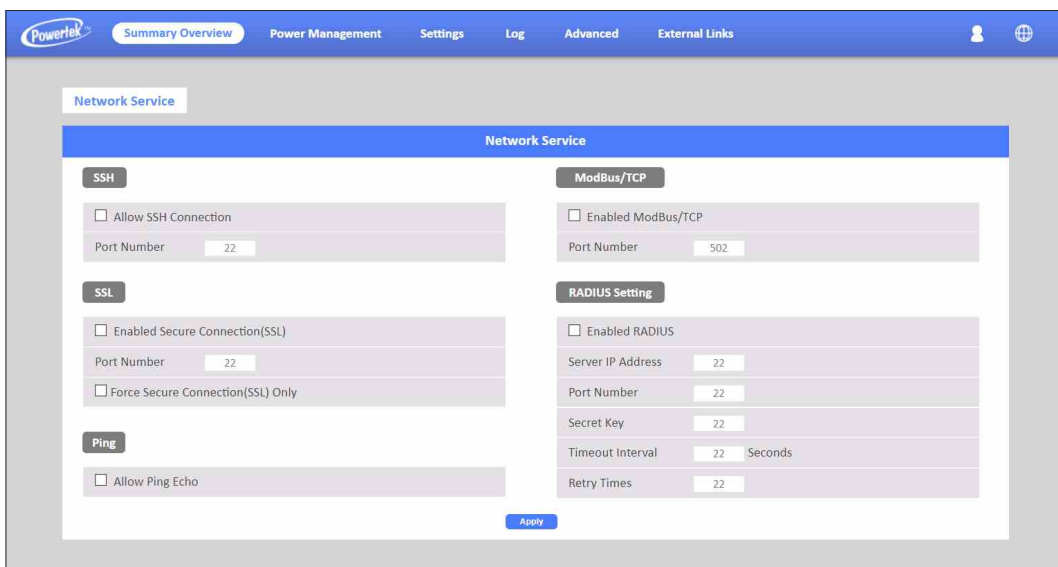 Powertek™ Summary Overview Power Management Settings Log Advanced External Links
Network Service
Network Service
SSH
Allow SSH Connection
Port Number 22
SSL
Enabled Secure Connection(SSL)
Port Number 22
Force Secure Connection(SSL) Only
Ping
Allow Ping Echo
ModBus/TCP
Enabled ModBus/TCP
Port Number 502
RADIUS Setting
Enabled RADIUS
Server IP Address 22
Port Number 22
Secret Key 22
Timeout Interval 22 Seconds
Retry Times 22
Apply